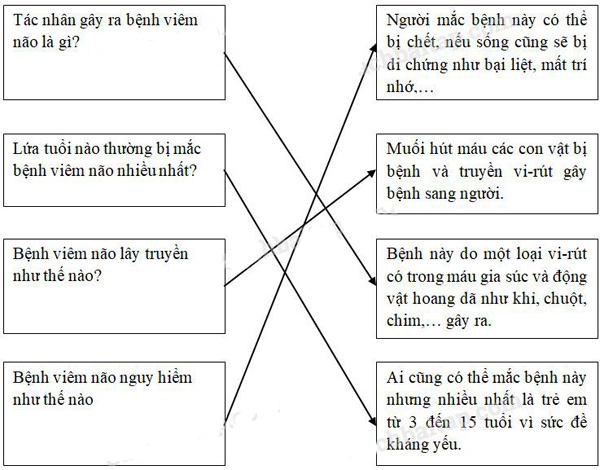 Tác nhân gây ra bệnh viêm
não là gì?
Người mắc bệnh này có thể
bị chết, nếu sống cũng sẽ bị
di chứng như bại liệt, mất trí
nhớ,…
Lứa tuổi nào thường bị mắc
bệnh viêm não nhiều nhất?
Muối hút máu các con vật bị
bệnh và truyền vi-rút gây
bệnh sang người.
Bệnh viêm não lây truyền
như thế nào?
Bệnh này do một loại vi-rút
có trong máu gia súc và động
vật hoang dã như khỉ, chuột,
chim,… gây ra.
Bệnh viêm não nguy hiểm
như thế nào
Ai cũng có thể mắc bệnh này
nhưng nhiều nhất là trẻ em
từ 3 đến 15 tuổi vì sức đề
kháng yếu.